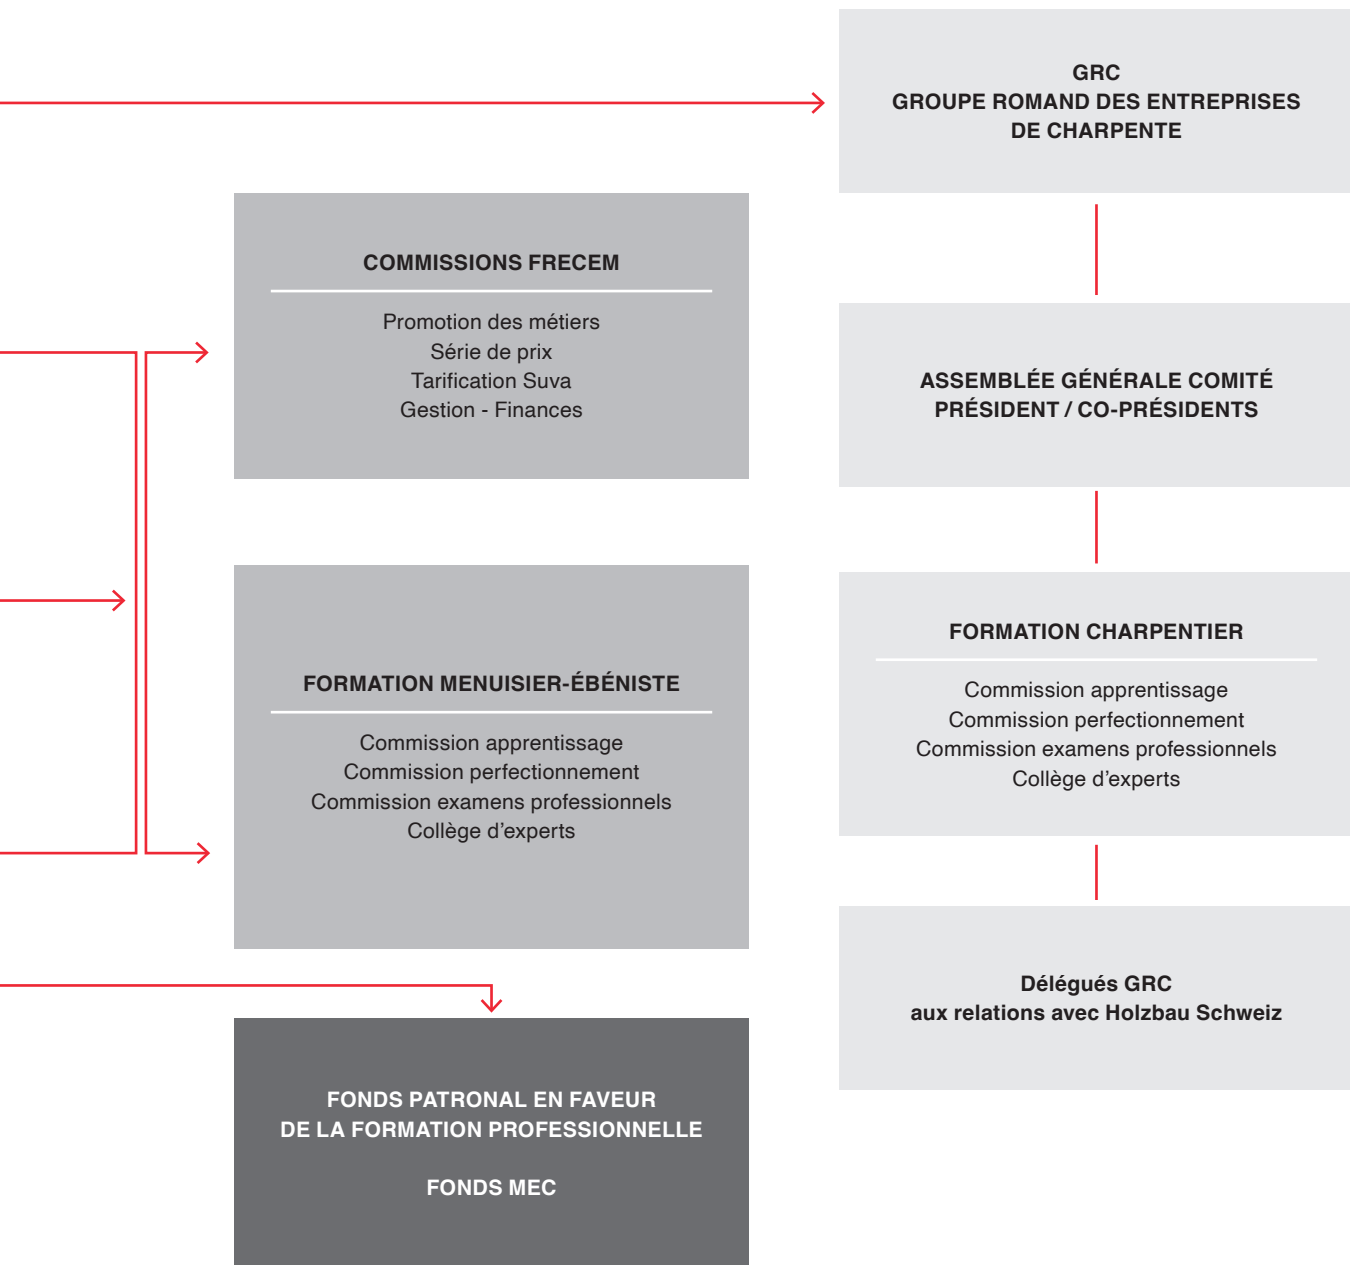 GRC
GROUPE ROMAND DES ENTREPRISES
DE CHARPENTE
COMMISSIONS FRECEM
Promotion des métiers
Série de prix
Tarification Suva
Gestion - Finances
ASSEMBLÉE GÉNÉRALE COMITÉ
PRÉSIDENT / CO-PRÉSIDENTS
FORMATION MENUISIER-ÉBÉNISTE
Commission apprentissage
Commission perfectionnement
Commission examens professionnels
Collège d’experts
FORMATION CHARPENTIER
Commission apprentissage
Commission perfectionnement
Commission examens professionnels
Collège d’experts
Délégués GRC
aux relations avec Holzbau Schweiz
FONDS PATRONAL EN FAVEUR
DE LA FORMATION PROFESSIONNELLE
FONDS MEC